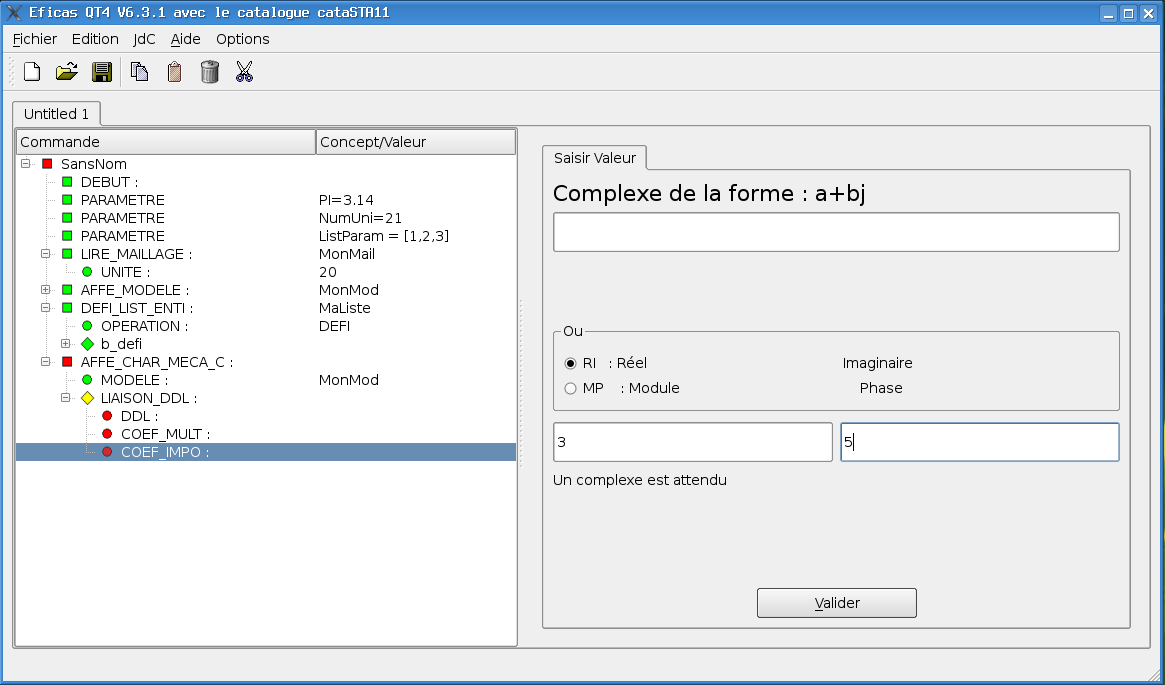 Eficas QT4 V6.3.1 avec le catalogue cataSTA11
Fichier Edition JdC Aide Options
Untitled 1
Commande Concept/Valeur
SansNom
DEBUT :
PARAMETRE PI=3.14
PARAMETRE NumUni=21
PARAMETRE ListParam = [1,2,3]
LIRE_MAILLAGE : MonMail
UNITE : 20
AFFE_MODELE : MonMod
DEFI_LIST_ENTI : MaListe
OPERATION : DEFI
b_defi
AFFE_CHAR_MECA_C :
MODELE : MonMod
LIAISON_DDL :
DDL :
COEF_MULT :
COEF_IMPO :
Saisir Valeur
Complexe de la forme : a+bj
Ou
RI : Réel Imaginaire
MP : Module Phase
3 5
Un complexe est attendu
Valider